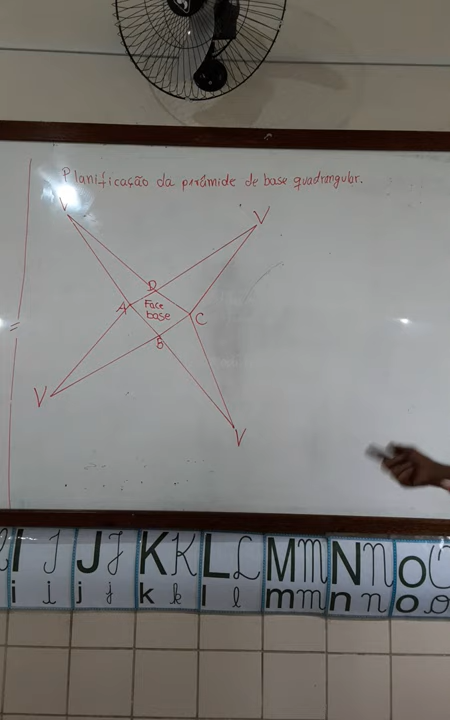 Planificação da pirâmide de base quadrangular.
V
V
D
A
Face
base
C
B
V
V
I J K L M N O
i j k l m n o